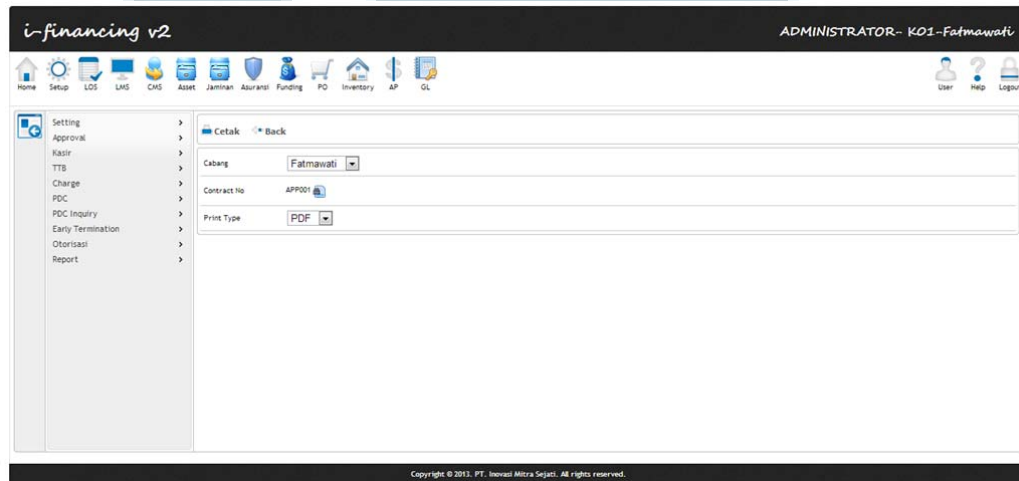 i-financing v2
ADMINISTRATOR- KO1-Fatmawati
Home Setup LOS LMS CMS Asset Jaminan Asuransi Funding PO Inventory AP GL User Help Logout
Setting
Approval
Kasir
TTB
Charge
PDC
PDC Inquiry
Early Termination
Otorisasi
Report
Cetak Back
Cabang Fatmawati
Contract No APP001
Print Type PDF
Copyright © 2013. PT. Inovasi Mitra Sejati. All rights reserved.